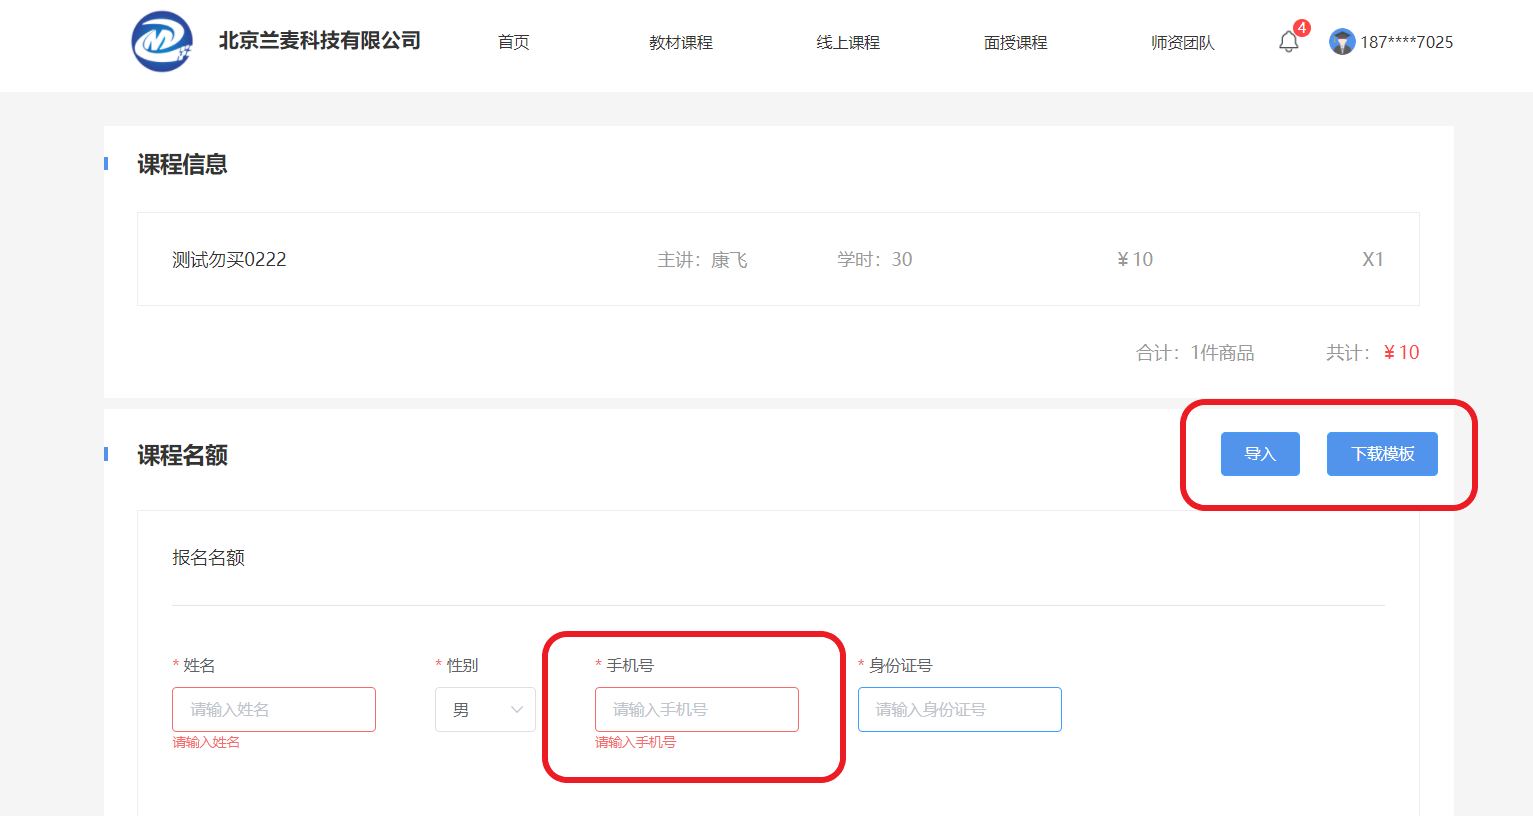 北京兰麦科技有限公司 首页 教材课程 线上课程 面授课程 师资团队 4 187****7025
课程信息
测试勿买0222 主讲：康飞 学时：30 ¥10 X1
合计：1件商品 共计：¥10
课程名额 导入 下载模板
报名名额
* 姓名 * 性别 * 手机号 * 身份证号
请输入姓名 男 请输入手机号 请输入身份证号
请输入姓名 请输入手机号